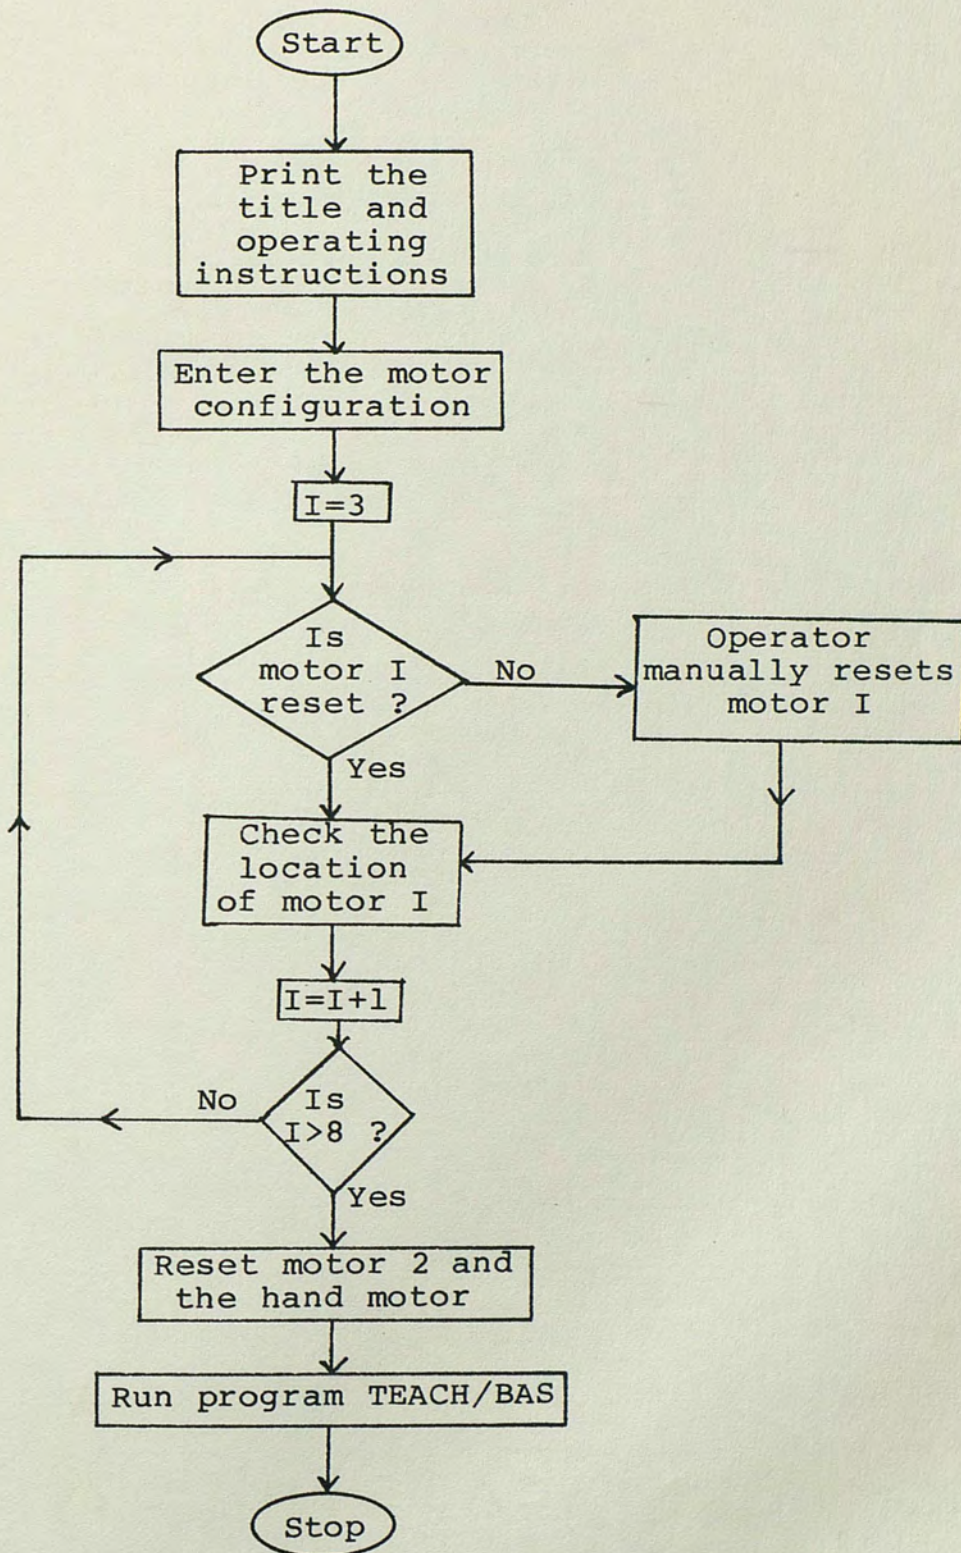 Start
Print the
title and
operating
instructions
Enter the motor
configuration
I=3
Is
motor I
reset ?
No
Operator
manually resets
motor I
Yes
Check the
location
of motor I
I=I+1
No
Is
I>8 ?
Yes
Reset motor 2 and
the hand motor
Run program TEACH/BAS
Stop